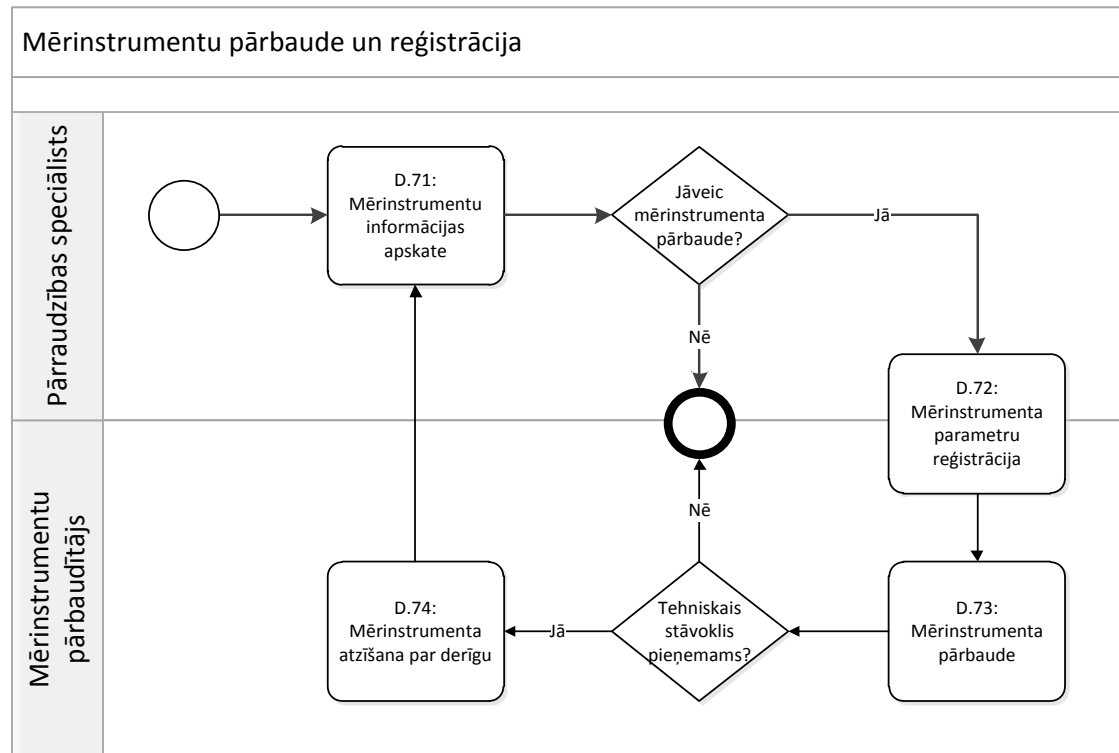 Mērinstrumentu pārbaude un reģistrācija
Pārraudzības speciālists
D.71:
Mērinstrumentu
informācijas
apskate
Jāveic
mērinstrumenta
pārbaude?
Jā
Nē
D.72:
Mērinstrumenta
parametru
reģistrācija
Mērinstrumentu
pārbaudītājs
D.74:
Mērinstrumenta
atzīšana par derīgu
Jā
Nē
Tehniskais
stāvoklis
pieņemams?
D.73:
Mērinstrumenta
pārbaude